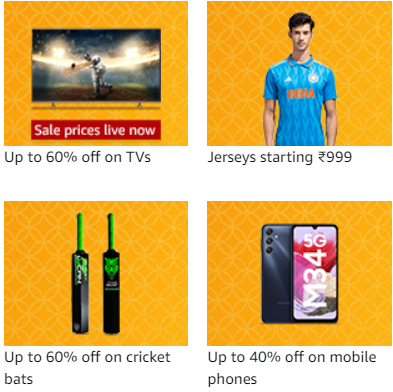 Sale prices live now
Up to 60% off on TVs
INDIA
Jerseys starting ₹999
Up to 60% off on cricket
bats
5G
M34
Up to 40% off on mobile
phones